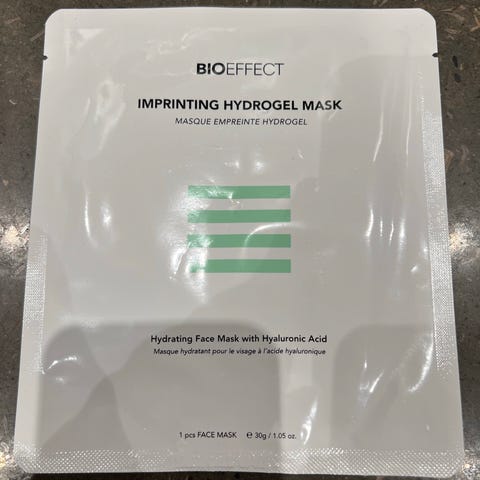 BIOEFFECT
IMPRINTING HYDROGEL MASK
MASQUE EMPREINTE HYDROGEL
Hydrating Face Mask with Hyaluronic Acid
Masque hydratant pour le visage à l'acide hyaluronique
1 pcs FACE MASK ℮ 30g / 1.05 oz.